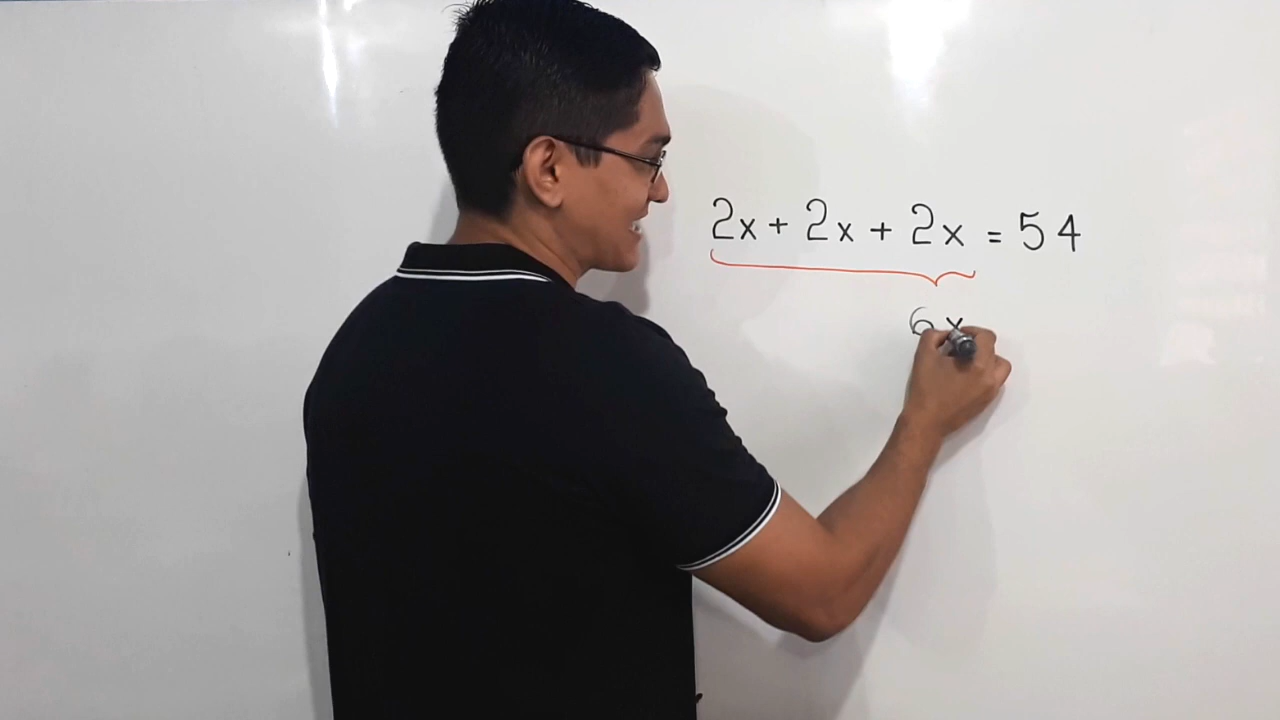 2x + 2x + 2x = 54
6x